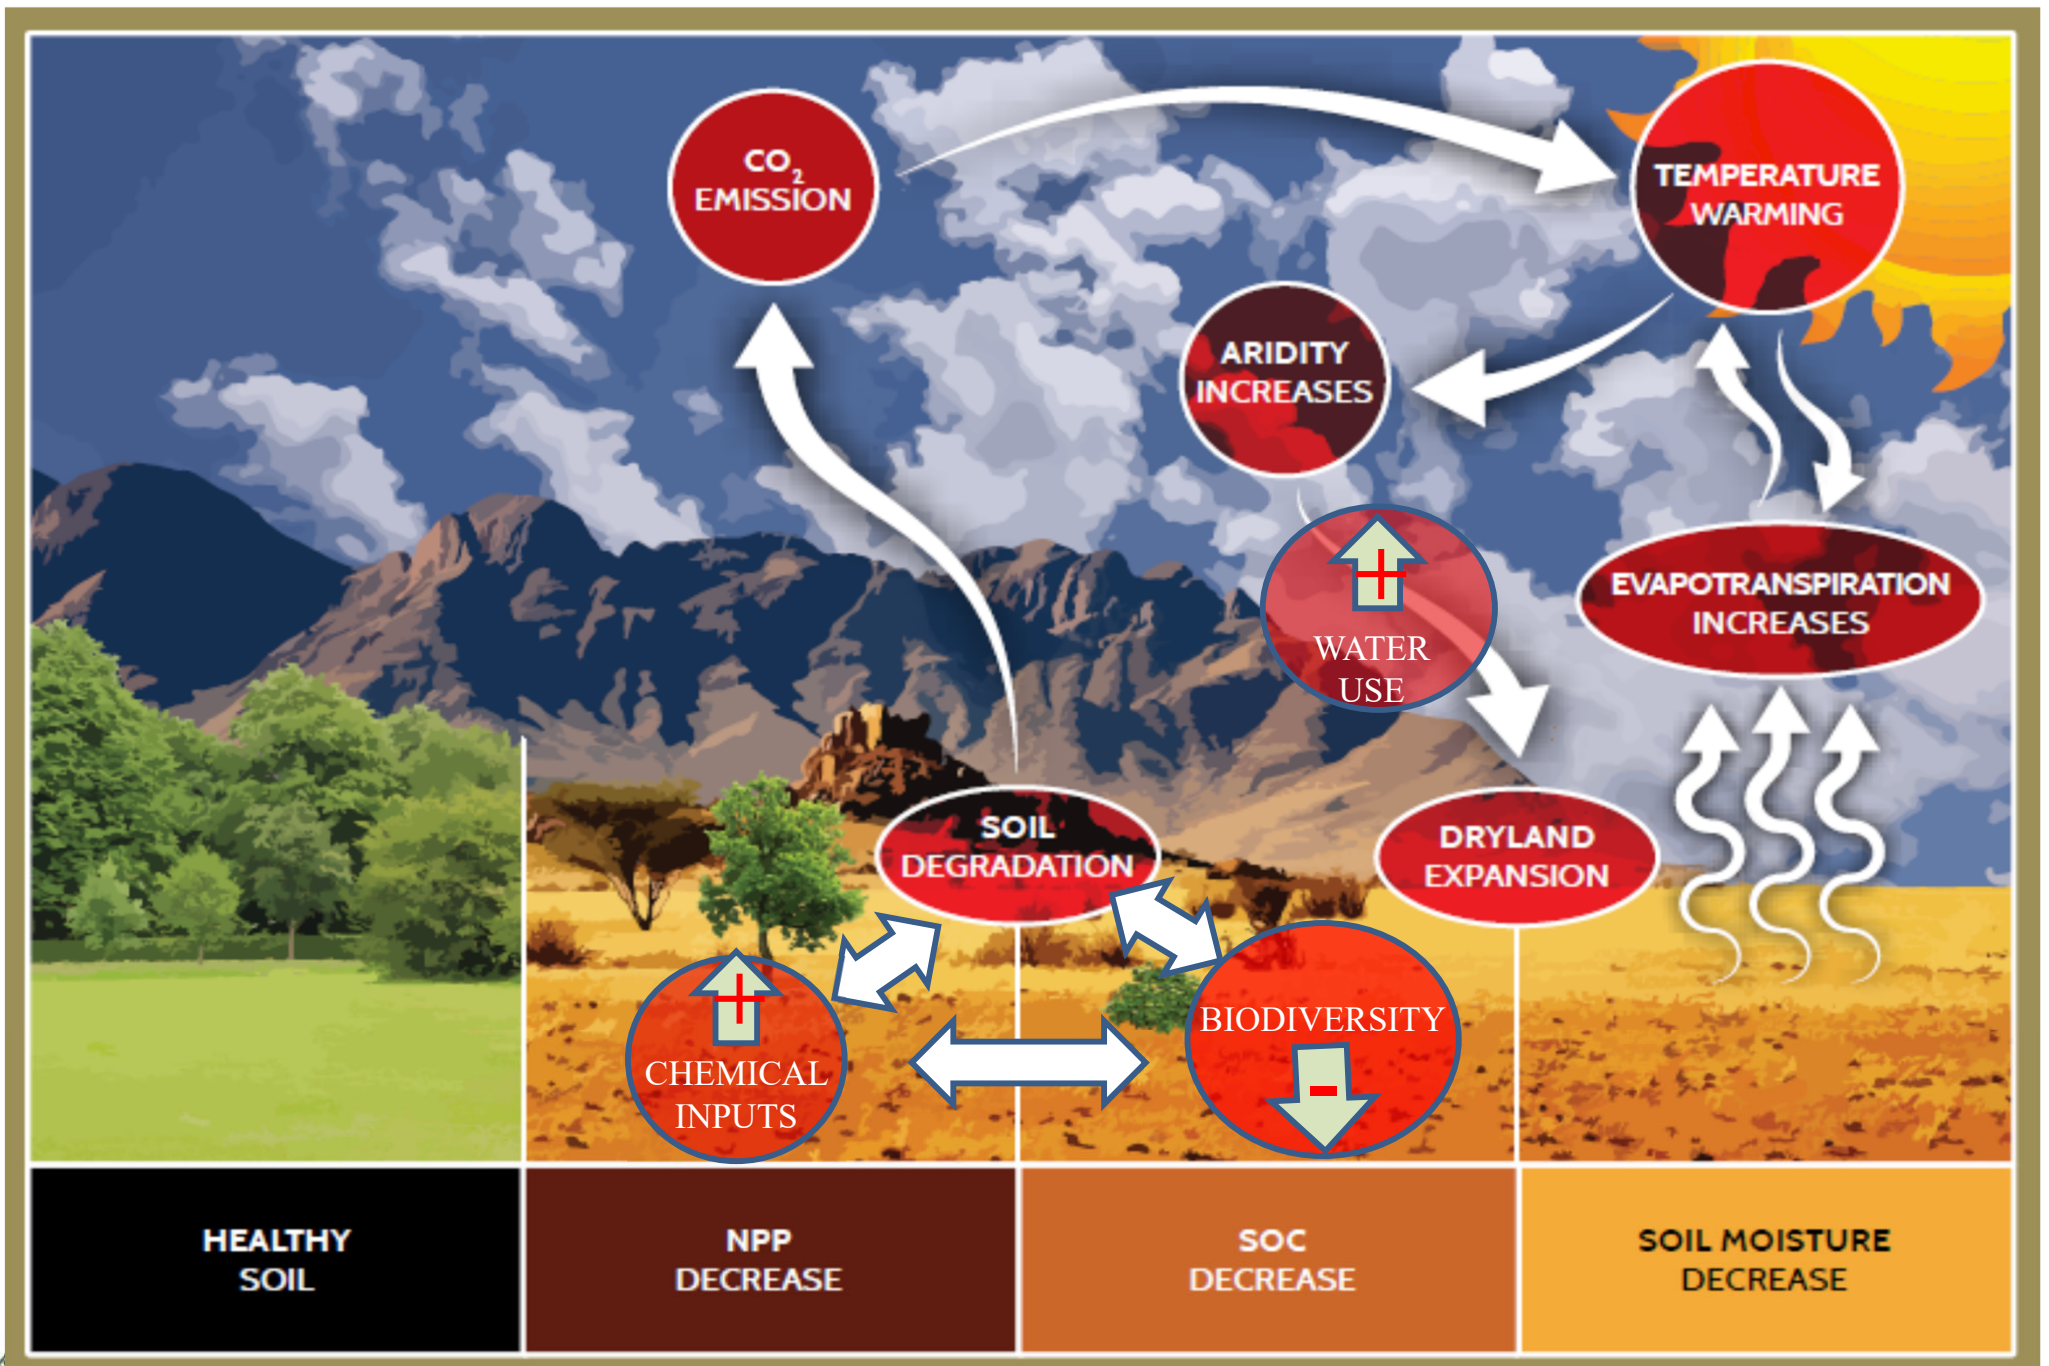 CO₂
EMISSION
TEMPERATURE
WARMING
ARIDITY
INCREASES
+
WATER
USE
EVAPOTRANSPIRATION
INCREASES
SOIL
DEGRADATION
DRYLAND
EXPANSION
+
CHEMICAL
INPUTS
BIODIVERSITY
-
HEALTHY
SOIL
NPP
DECREASE
SOC
DECREASE
SOIL MOISTURE
DECREASE